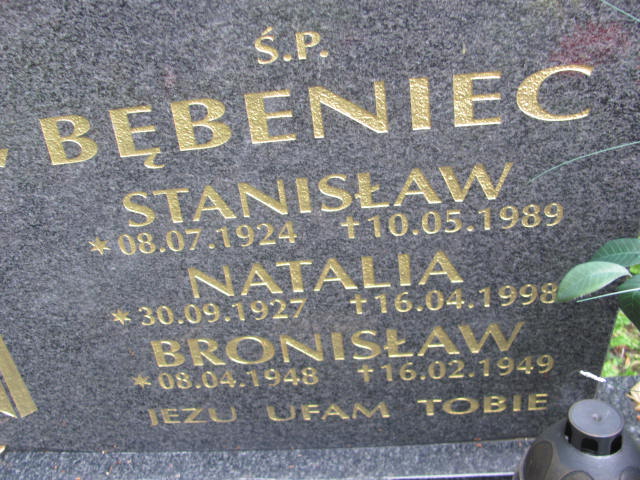 Ś.P.
BĘBENIEC
STANISŁAW
*08.07.1924 †10.05.1989
NATALIA
*30.09.1927 †16.04.1998
BRONISŁAW
*08.04.1948 †16.02.1949
JEZU UFAM TOBIE